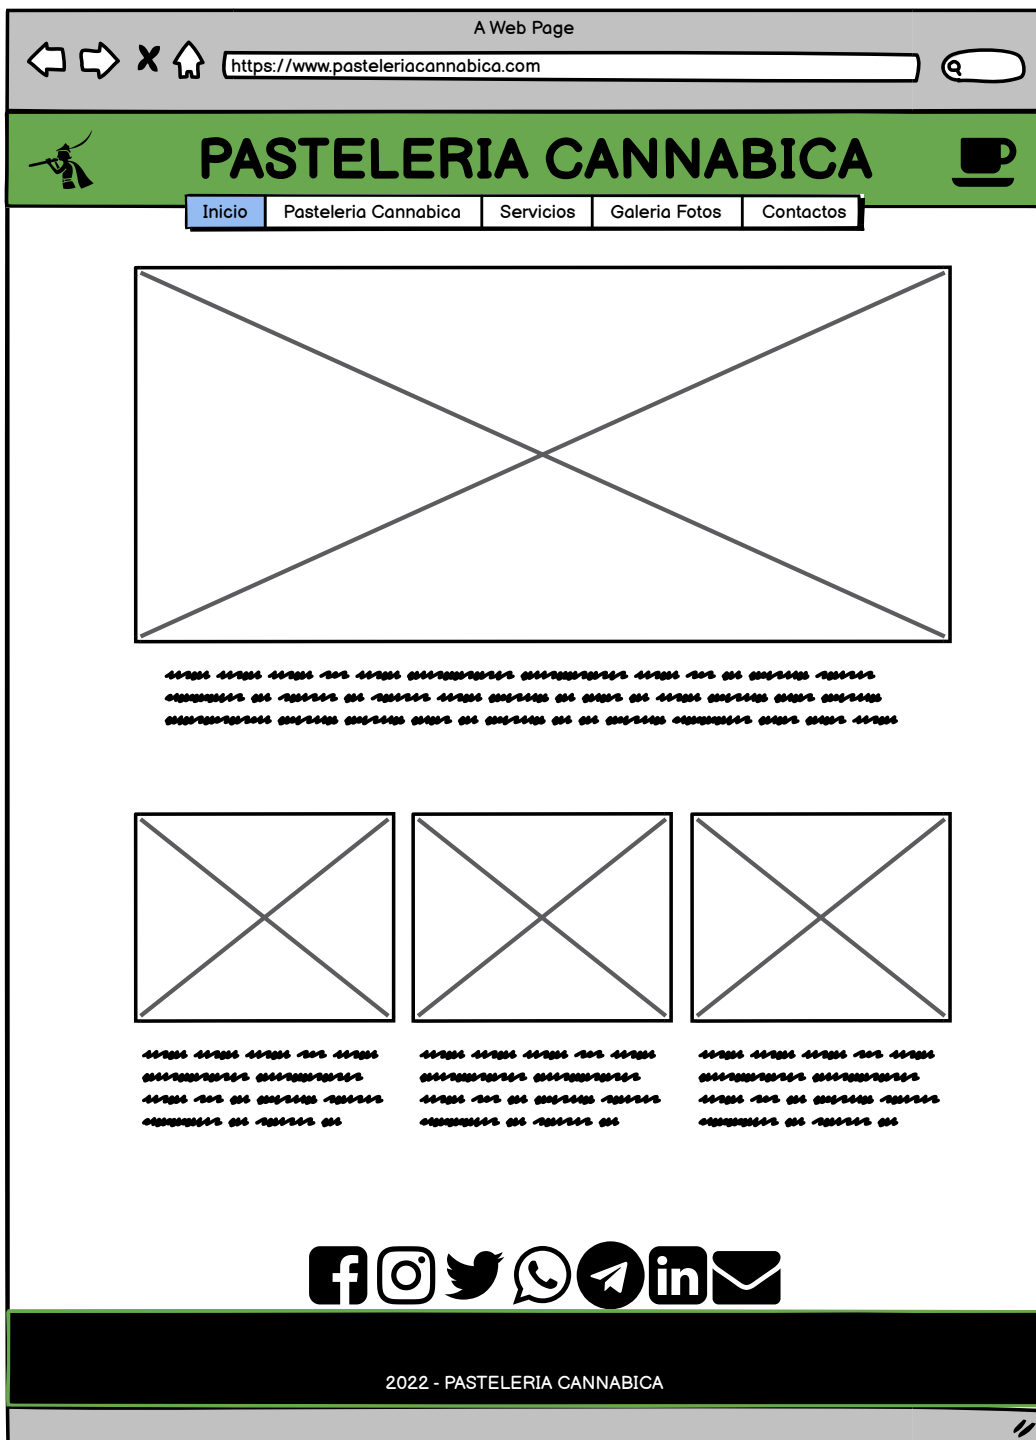 A Web Page
https://www.pasteleriacannabica.com
PASTELERIA CANNABICA
Inicio Pasteleria Cannabica Servicios Galeria Fotos Contactos
2022 - PASTELERIA CANNABICA